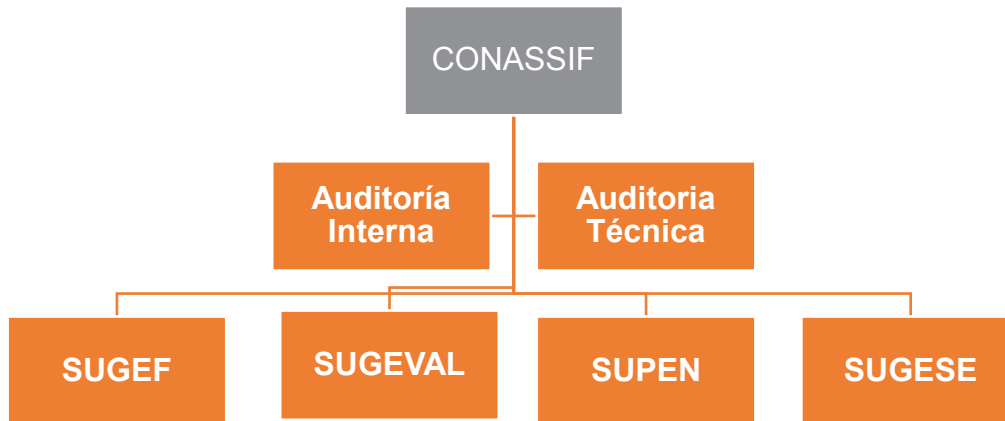 CONASSIF
Auditoría
Interna
Auditoria
Técnica
SUGEF
SUGEVAL
SUPEN
SUGESE